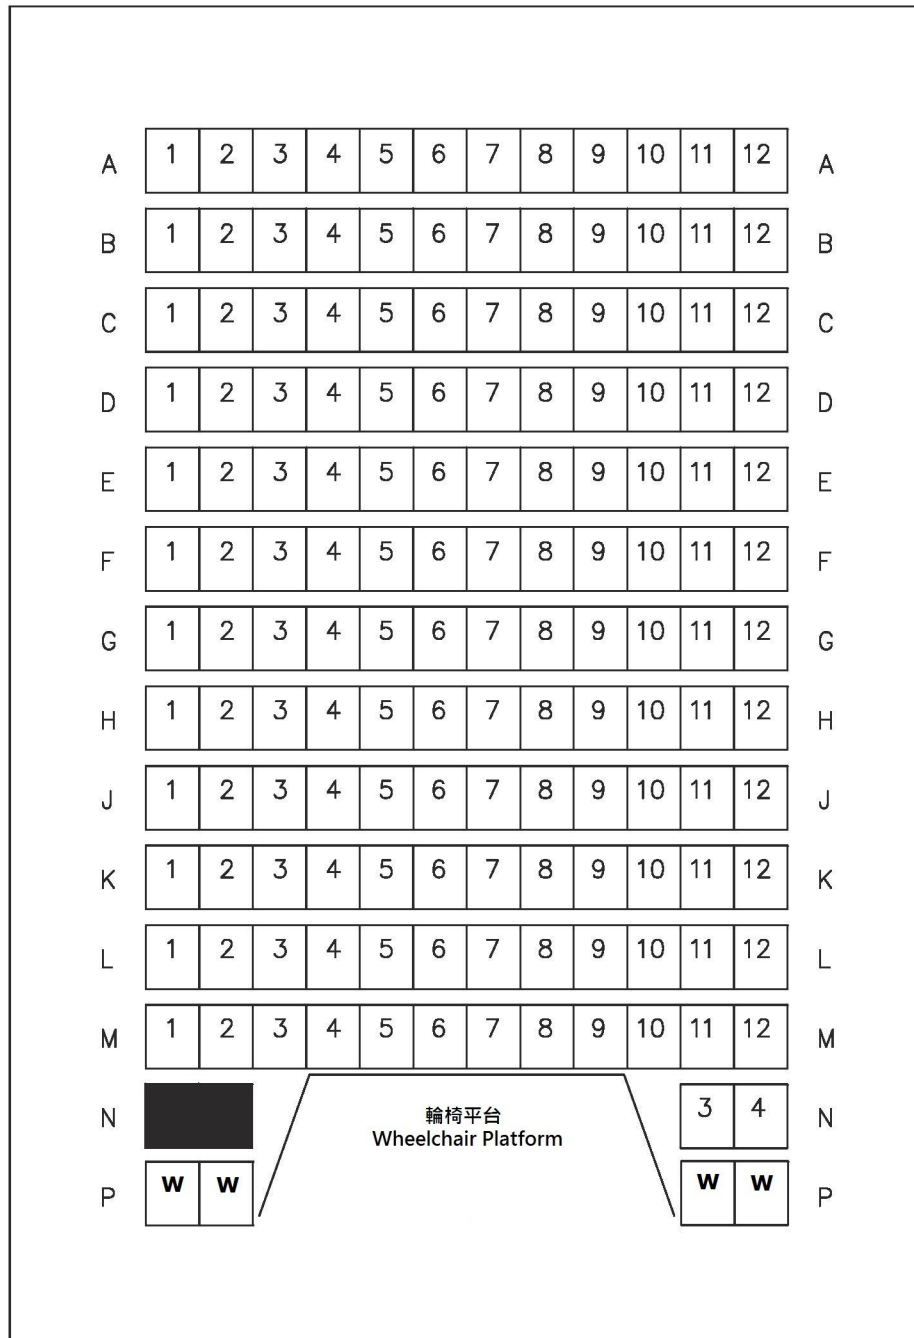 A 1 2 3 4 5 6 7 8 9 10 11 12 A
B 1 2 3 4 5 6 7 8 9 10 11 12 B
C 1 2 3 4 5 6 7 8 9 10 11 12 C
D 1 2 3 4 5 6 7 8 9 10 11 12 D
E 1 2 3 4 5 6 7 8 9 10 11 12 E
F 1 2 3 4 5 6 7 8 9 10 11 12 F
G 1 2 3 4 5 6 7 8 9 10 11 12 G
H 1 2 3 4 5 6 7 8 9 10 11 12 H
J 1 2 3 4 5 6 7 8 9 10 11 12 J
K 1 2 3 4 5 6 7 8 9 10 11 12 K
L 1 2 3 4 5 6 7 8 9 10 11 12 L
M 1 2 3 4 5 6 7 8 9 10 11 12 M
N 3 4 N
輪椅平台
Wheelchair Platform
P W W W W P